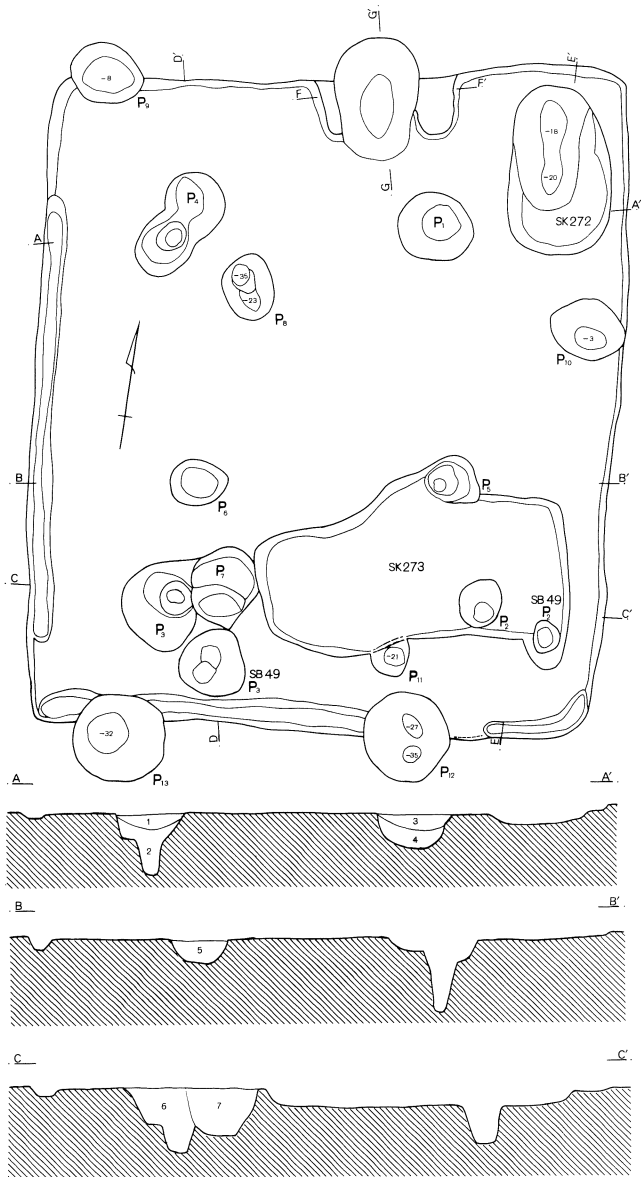 G'
D'
E'
-8
P9
F
F'
-18
-20
G
A'
P4
P1
SK272
A
-35
-23
P8
-3
P10
B
B'
P6
P5
SK273
P7
C
P3
P2
SB49
P2
C'
-21
P11
SB49
P3
-32
-27
-35
D
E
P13
P12
A
A'
1
3
2
4
B
B'
5
C
C'
6
7